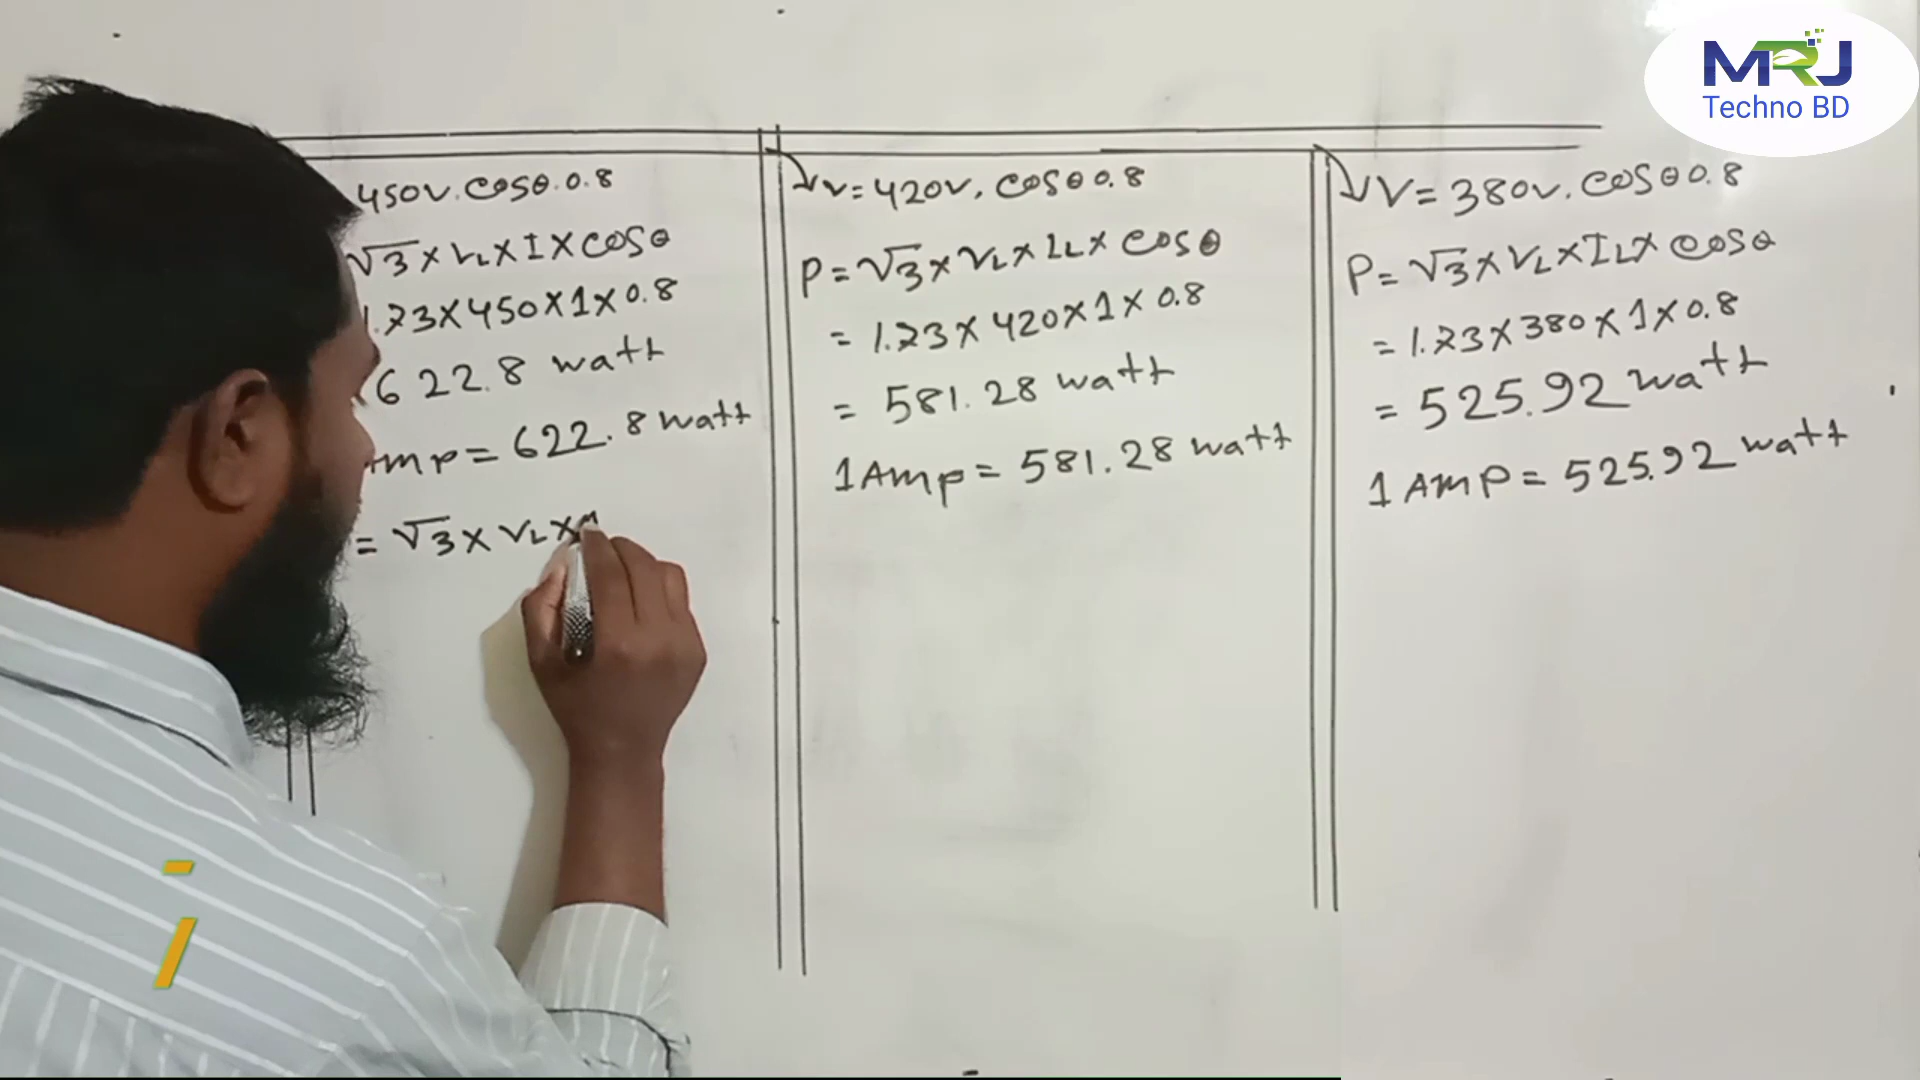 MRJ
Techno BD
450V. COSθ. 0.8
√3 × VL × I × COSθ
1.73 × 450 × 1 × 0.8
622.8 watt
Amp = 622.8 watt
= √3 × VL ×
V = 420V, COSθ 0.8
P = √3 × VL × IL × COSθ
= 1.73 × 420 × 1 × 0.8
= 581.28 watt
1 Amp = 581.28 watt
V = 380V. COSθ 0.8
P = √3 × VL × IL × COSθ
= 1.73 × 380 × 1 × 0.8
= 525.92 watt
1 AMP = 525.92 watt